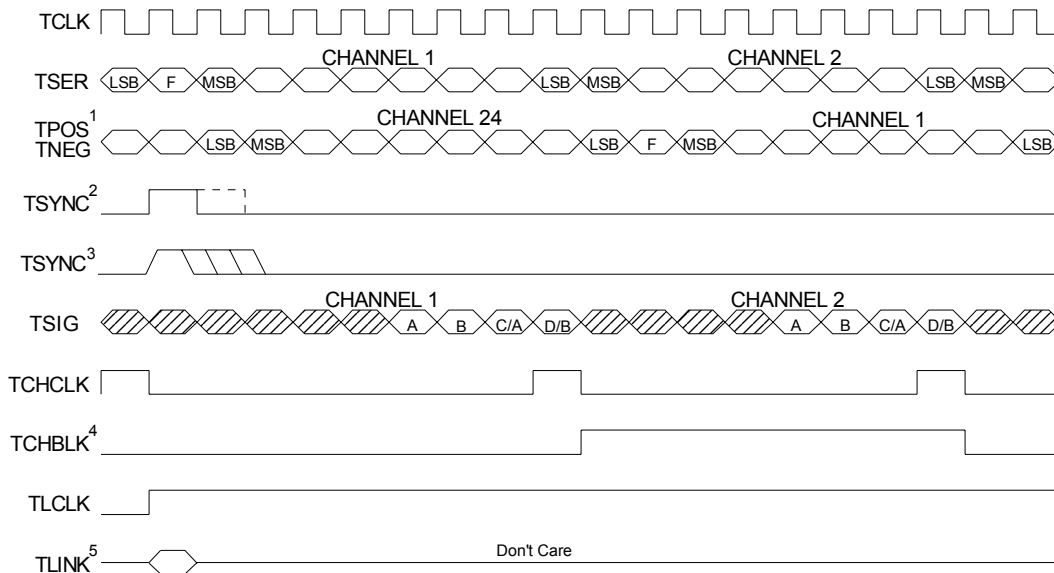 TCLK
CHANNEL 1 CHANNEL 2
TSER LSB F MSB LSB MSB LSB MSB
CHANNEL 24 CHANNEL 1
TPOS1
TNEG LSB MSB LSB F MSB LSB
TSYNC2
TSYNC3
CHANNEL 1 CHANNEL 2
TSIG A B C/A D/B A B C/A D/B
TCHCLK
TCHBLK4
TLCLK
TLINK5 Don't Care